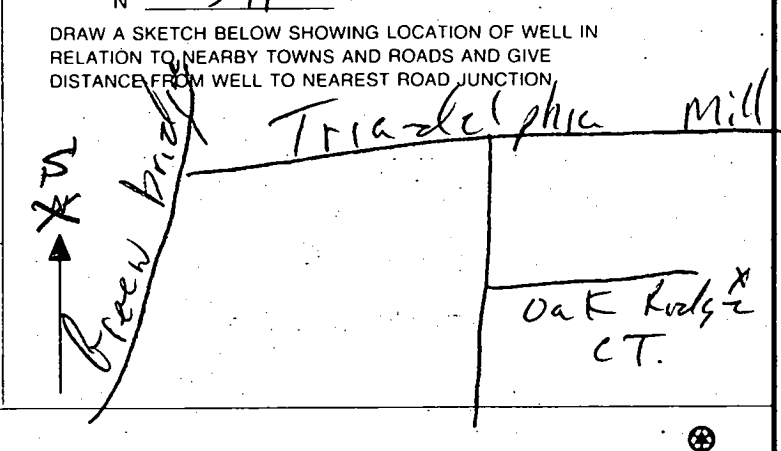 N
DRAW A SKETCH BELOW SHOWING LOCATION OF WELL IN
RELATION TO NEARBY TOWNS AND ROADS AND GIVE
DISTANCE FROM WELL TO NEAREST ROAD JUNCTION
Triadelphia Mill
S
Green bridge
X
Oak Rodge
CT.